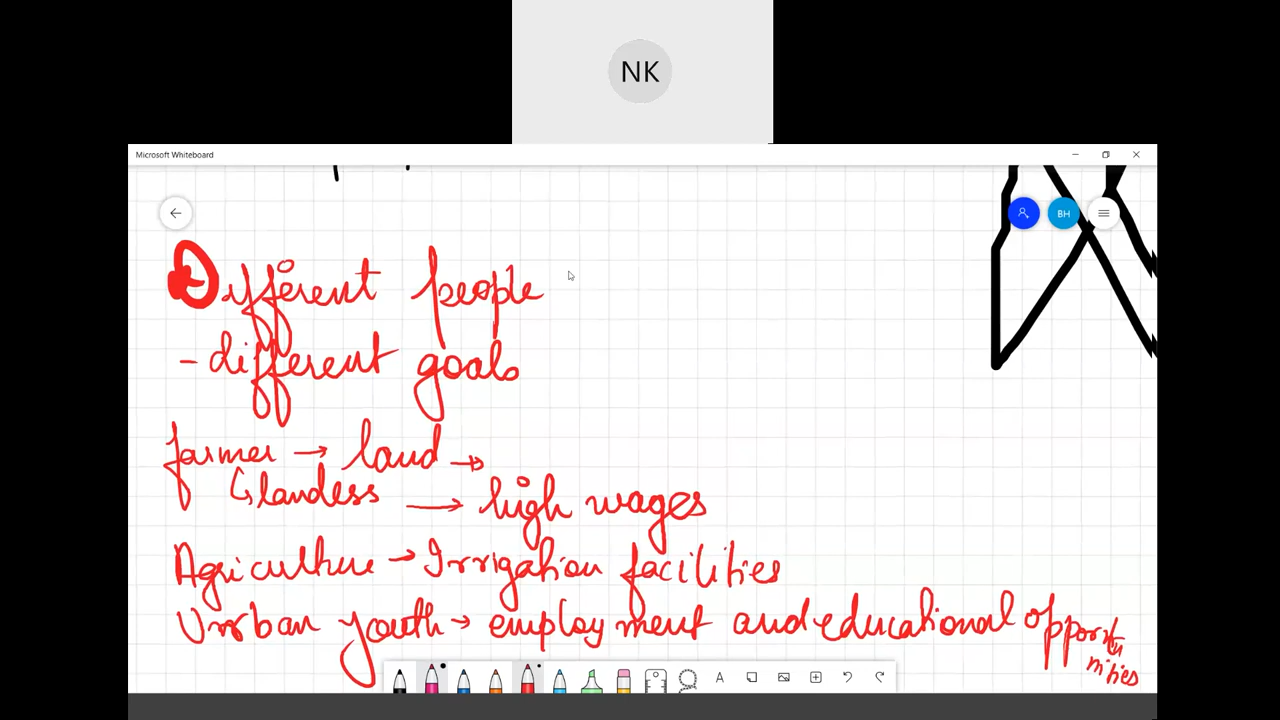 NK
Microsoft Whiteboard
BH
Different people
- different goals
farmer → land →
↳ landless → high wages
Agriculture → Irrigation facilities
Urban youth → employment and educational opportunities
A